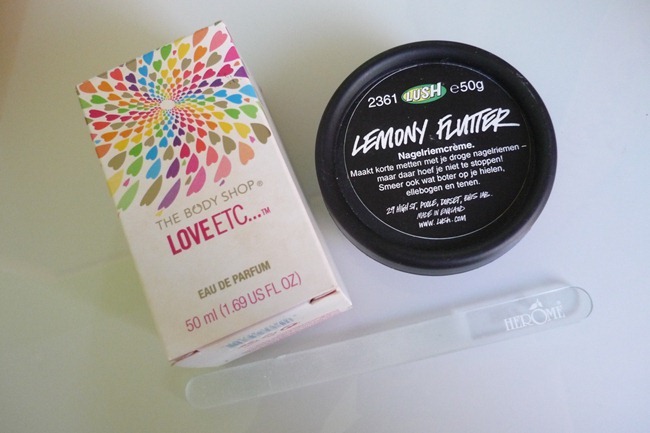 THE BODY SHOP®
LOVE ETC...™
EAU DE PARFUM
50 ml (1.69 US FL OZ)
2361 LUSH e50g
LEMONY FLUTTER
Nagelriemcrème.
Maakt korte metten met je droge nagelriemen –
maar daar hoef je niet te stoppen!
Smeer ook wat boter op je hielen,
ellebogen en tenen.
29 HIGH ST, POOLE, DORSET, BH15 1AB.
MADE IN ENGLAND
WWW.LUSH.COM
HERÔME